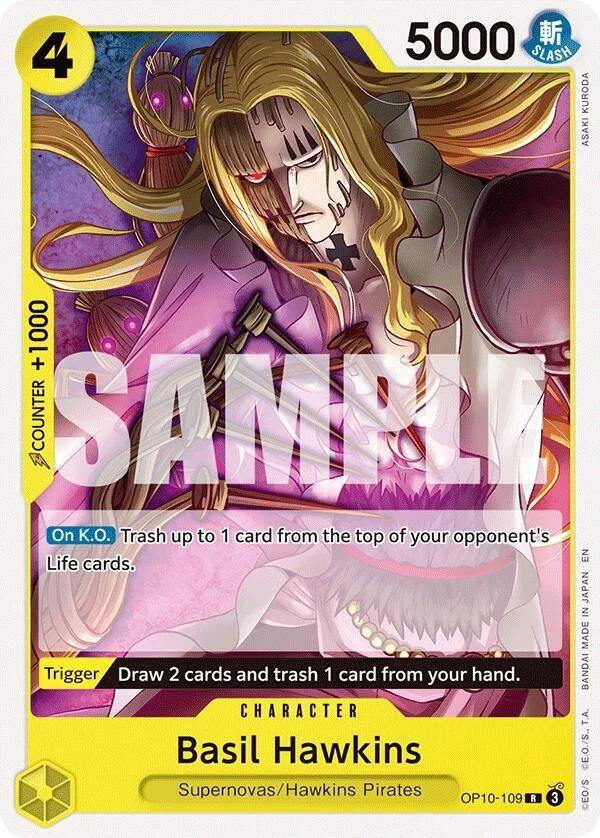 4
5000
斬
SLASH
ASAKI KURODA
COUNTER +1000
SAMPLE
On K.O. Trash up to 1 card from the top of your opponent's
Life cards.
Trigger Draw 2 cards and trash 1 card from your hand.
CHARACTER
Basil Hawkins
Supernovas/Hawkins Pirates
OP10-109 R 3
©E.O/S ©E.O./S., T.A. BANDAI MADE IN JAPAN EN